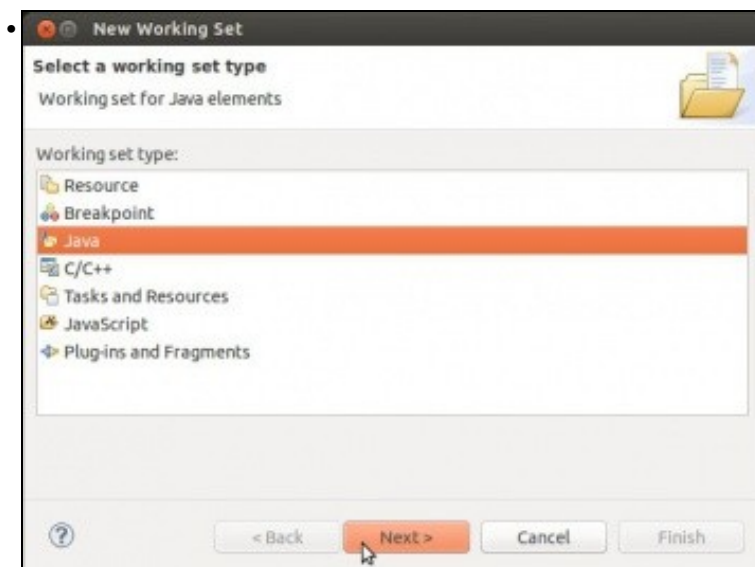 New Working Set
Select a working set type
Working set for Java elements
Working set type:
Resource
Breakpoint
Java
C/C++
Tasks and Resources
JavaScript
Plug-ins and Fragments
? < Back Next > Cancel Finish